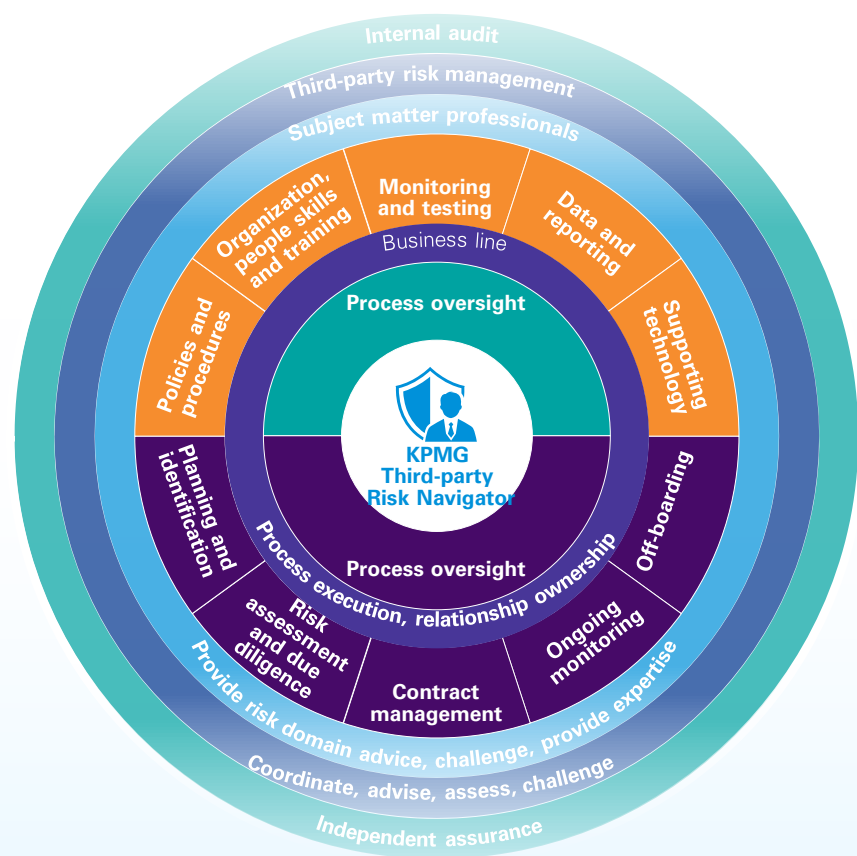 Internal audit
Third-party risk management
Subject matter professionals
Policies and
procedures
Organization,
people skills
and training
Monitoring
and testing
Data and
reporting
Supporting
technology
Business line
Process oversight
KPMG
Third-party
Risk Navigator
Process oversight
Process execution, relationship ownership
Planning and
identification
Risk
assessment
and due
diligence
Contract
management
Ongoing
monitoring
Off-boarding
Provide risk domain advice, challenge, provide expertise
Coordinate, advise, assess, challenge
Independent assurance